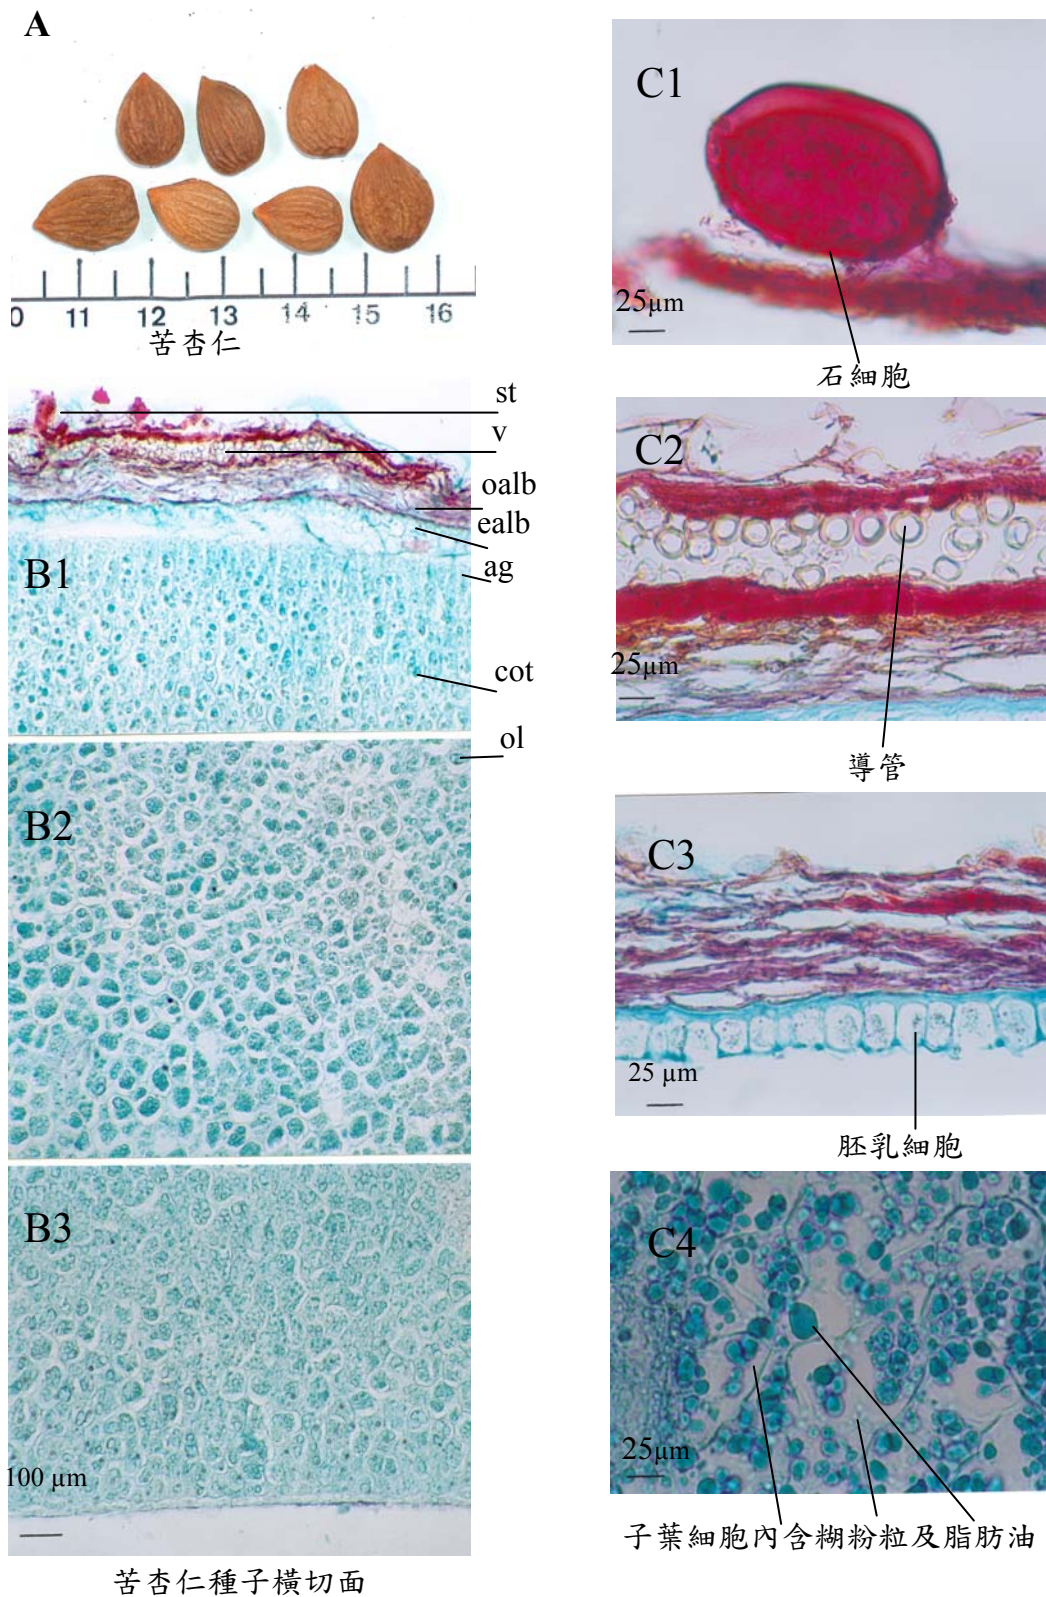 A
0 11 12 13 14 15 16
苦杏仁
st
v
oalb
ealb
B1
ag
cot
ol
B2
B3
100 µm
苦杏仁種子橫切面
C1
25µm
石細胞
C2
25µm
導管
C3
25 µm
胚乳細胞
C4
25µm
子葉細胞內含糊粉粒及脂肪油